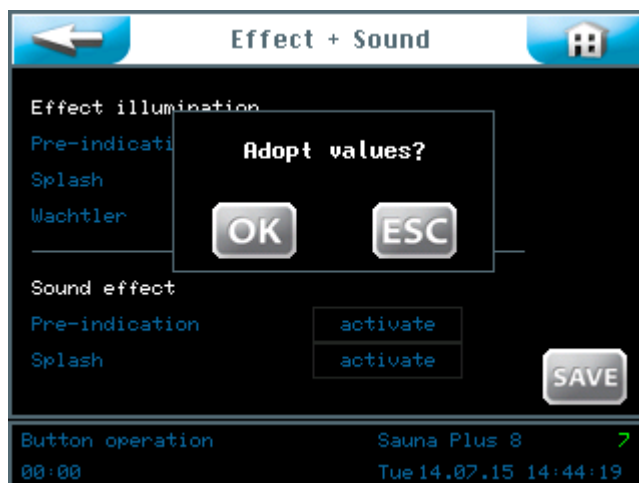 Effect + Sound
Effect illumination
Pre-indicati
Adopt values?
Splash
Wachtler
OK ESC
Sound effect
Pre-indication activate
Splash activate
SAVE
Button operation Sauna Plus 8 7
00:00 Tue 14.07.15 14:44:19